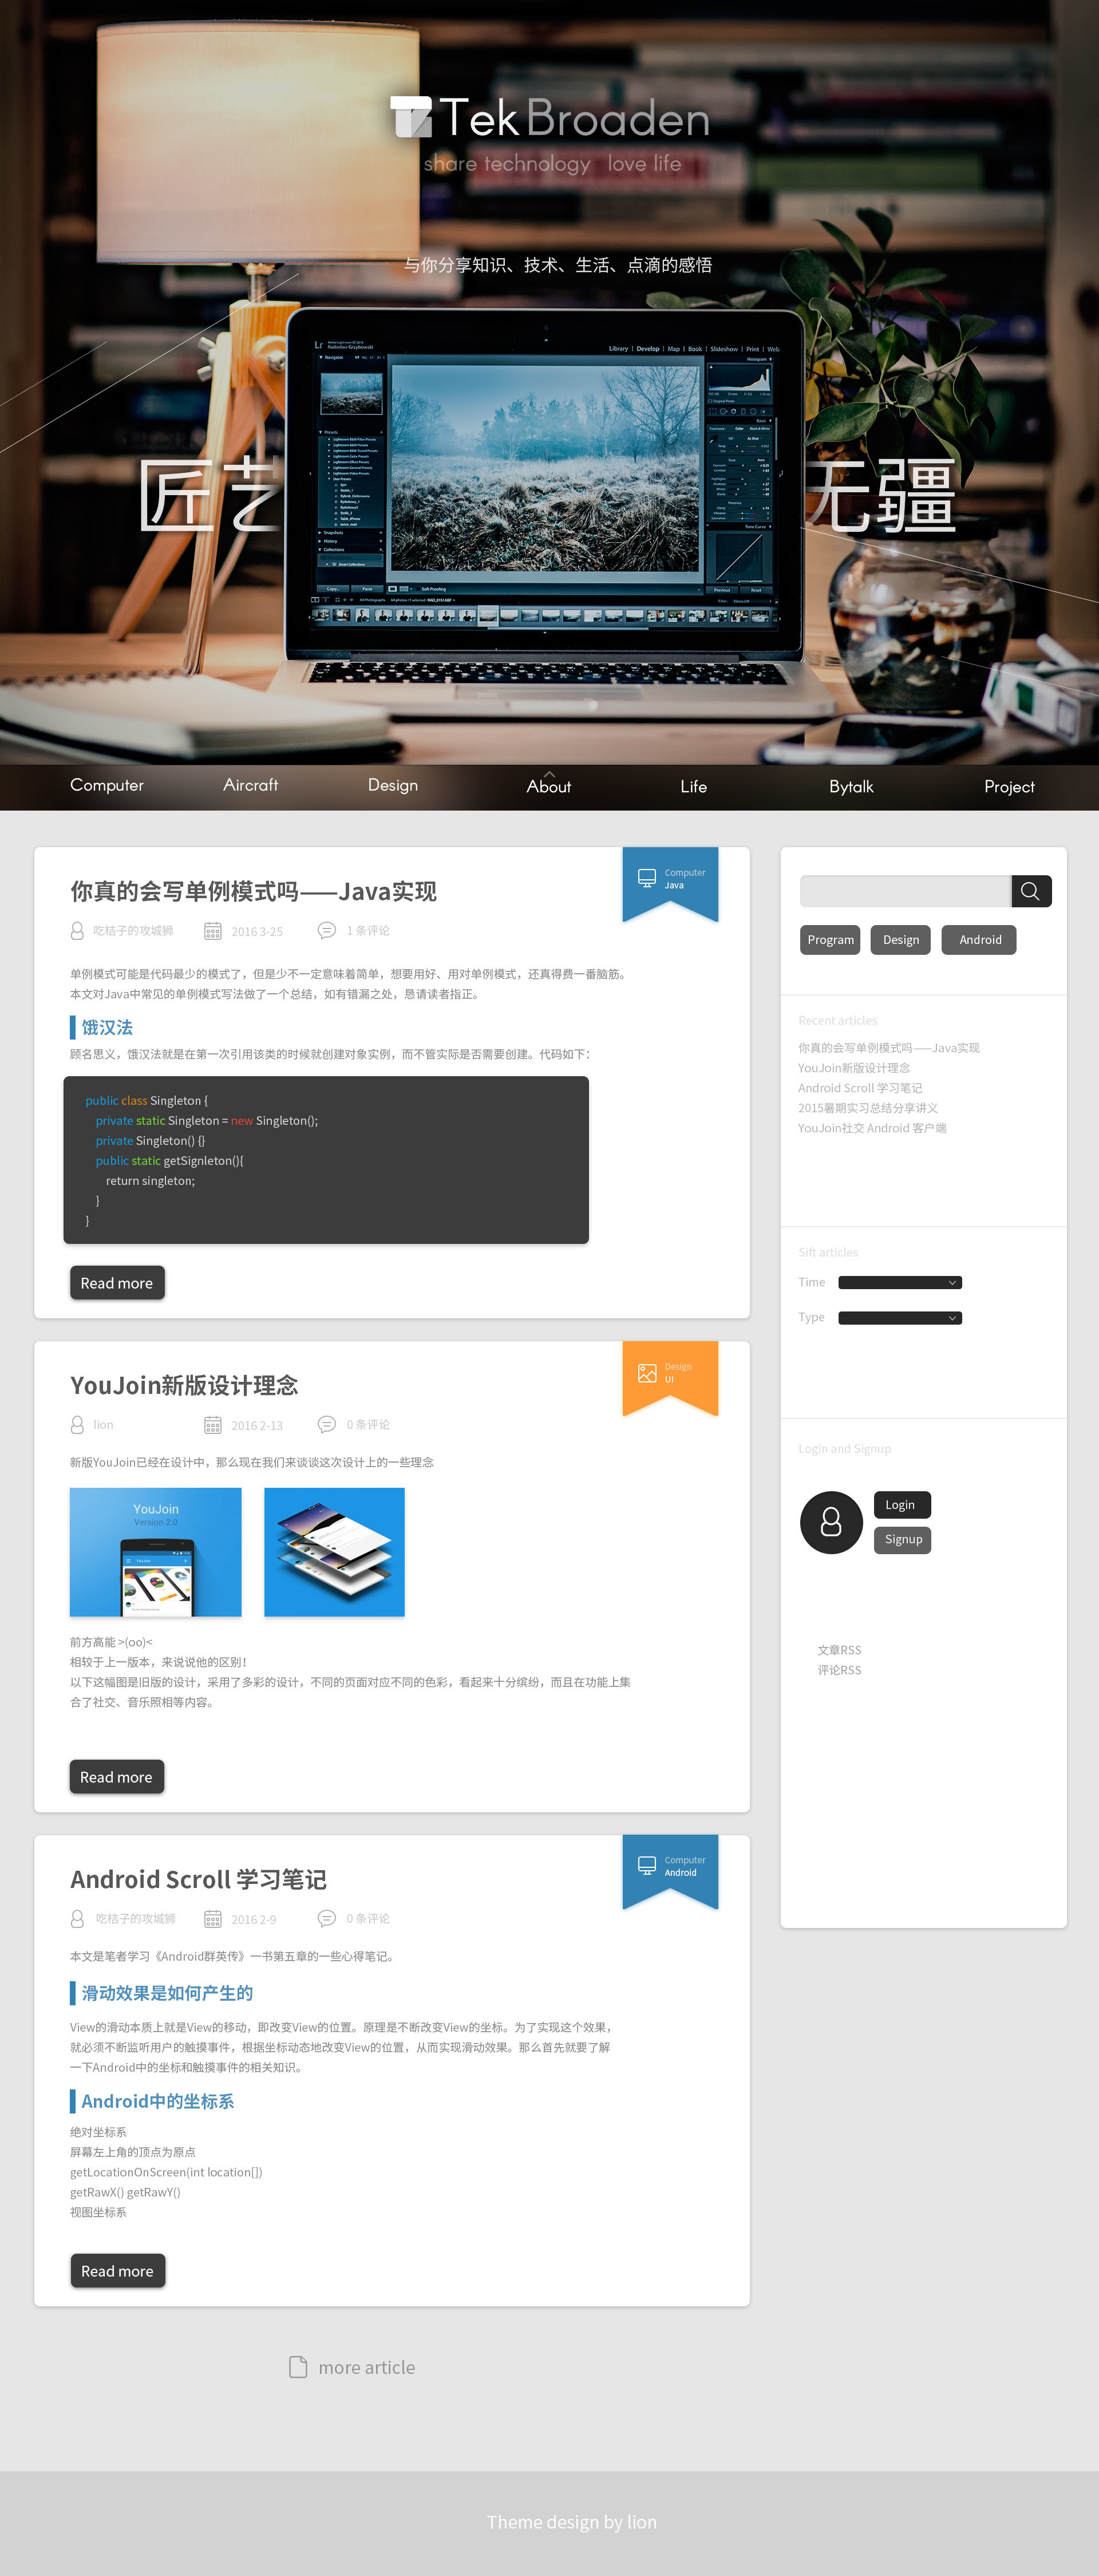 Tek Broaden
share technology love life
与你分享知识、技术、生活、点滴的感悟
匠艺 无疆
Lr
Library | Develop | Map | Book | Slideshow | Print | Web
Navigator
Histogram
Presets
Basic
User Presets
Snapshots
History
Collections
Tone Curve
Soft Proofing
Previous Reset
Computer Aircraft Design About Life Bytalk Project
你真的会写单例模式吗——Java实现
Computer
Java
吃桔子的攻城狮 2016 3-25 1 条评论
单例模式可能是代码最少的模式了，但是少不一定意味着简单，想要用好、用对单例模式，还真得费一番脑筋。
本文对Java中常见的单例模式写法做了一个总结，如有错漏之处，恳请读者指正。
饿汉法
顾名思义，饿汉法就是在第一次引用该类的时候就创建对象实例，而不管实际是否需要创建。代码如下：
public class Singleton {
private static Singleton = new Singleton();
private Singleton() {}
public static getSignleton(){
return singleton;
}
}
Read more
YouJoin新版设计理念
Design
UI
lion 2016 2-13 0 条评论
新版YouJoin已经在设计中，那么现在我们来谈谈这次设计上的一些理念
YouJoin
Version 2.0
YouJoin
前方高能 >(oo)<
相较于上一版本，来说说他的区别！
以下这幅图是旧版的设计，采用了多彩的设计，不同的页面对应不同的色彩，看起来十分缤纷，而且在功能上集
合了社交、音乐照相等内容。
Read more
Android Scroll 学习笔记
Computer
Android
吃桔子的攻城狮 2016 2-9 0 条评论
本文是笔者学习《Android群英传》一书第五章的一些心得笔记。
滑动效果是如何产生的
View的滑动本质上就是View的移动，即改变View的位置。原理是不断改变View的坐标。为了实现这个效果，
就必须不断监听用户的触摸事件，根据坐标动态地改变View的位置，从而实现滑动效果。那么首先就要了解
一下Android中的坐标和触摸事件的相关知识。
Android中的坐标系
绝对坐标系
屏幕左上角的顶点为原点
getLocationOnScreen(int location[])
getRawX() getRawY()
视图坐标系
Read more
more article
Program Design Android
Recent articles
你真的会写单例模式吗——Java实现
YouJoin新版设计理念
Android Scroll 学习笔记
2015暑期实习总结分享讲义
YouJoin社交 Android 客户端
Sift articles
Time
Type
Login and Signup
Login
Signup
文章RSS
评论RSS
Theme design by lion